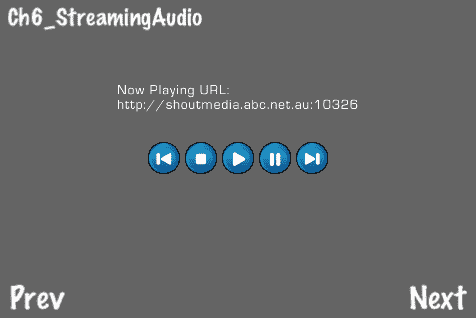 Ch6_StreamingAudio
Now Playing URL:
http://shoutmedia.abc.net.au:10326
Prev
Next